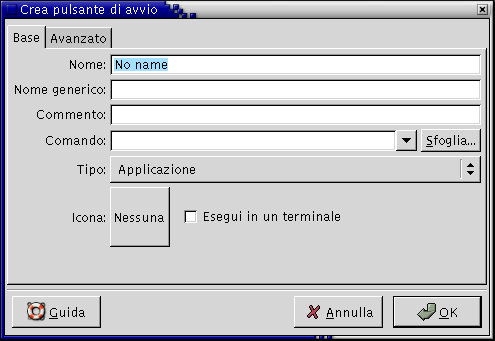 Crea pulsante di avvio
Base Avanzato
Nome: No name
Nome generico:
Commento:
Comando: Sfoglia...
Tipo: Applicazione
Icona: Nessuna Esegui in un terminale
Guida Annulla OK